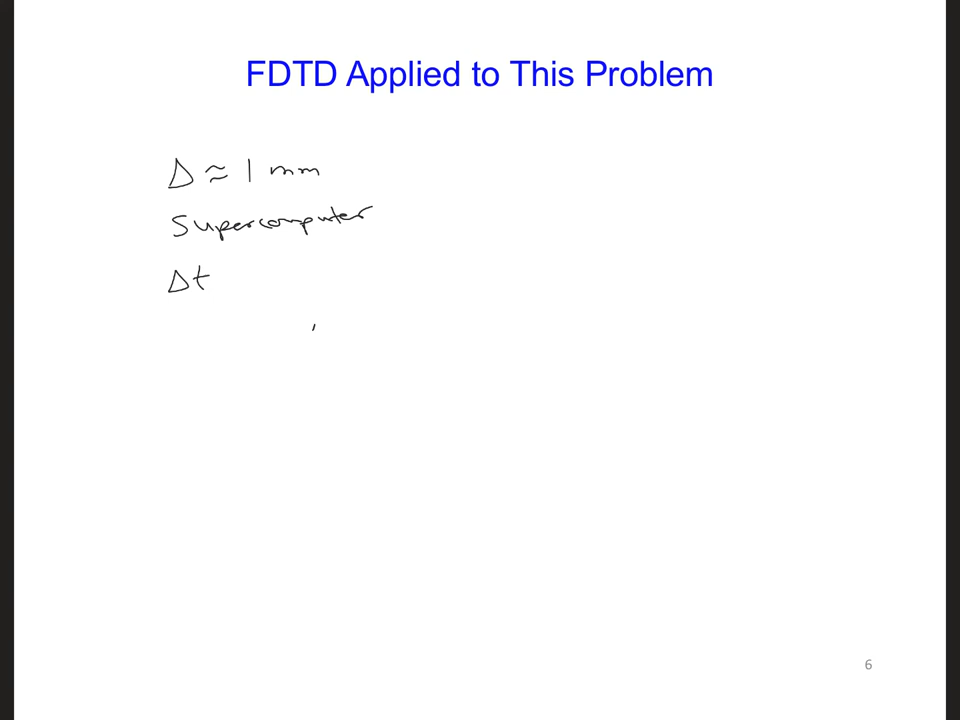 FDTD Applied to This Problem
Δ ≈ 1 mm
Supercomputer
Δt
6